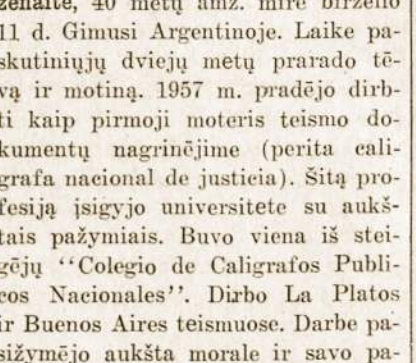 ženaitė, 40 metų amž. mirė birželio
11 d. Gimusi Argentinoje. Laike pa-
skutiniųjų dviejų metų prarado tė-
vą ir motiną. 1957 m. pradėjo dirb-
ti kaip pirmoji moteris teismo do-
kumentų nagrinėjime (perita cali-
grafa nacional de justicia). Šitą pro-
fesiją įsigyjo universitete su aukš-
tais pažymiais. Buvo viena iš stei-
gėjų “Colegio de Caligrafos Publi-
cos Nacionales”. Dirbo La Platos
ir Buenos Aires teismuose. Darbe pa-
sižymėjo aukšta morale ir savo pa-